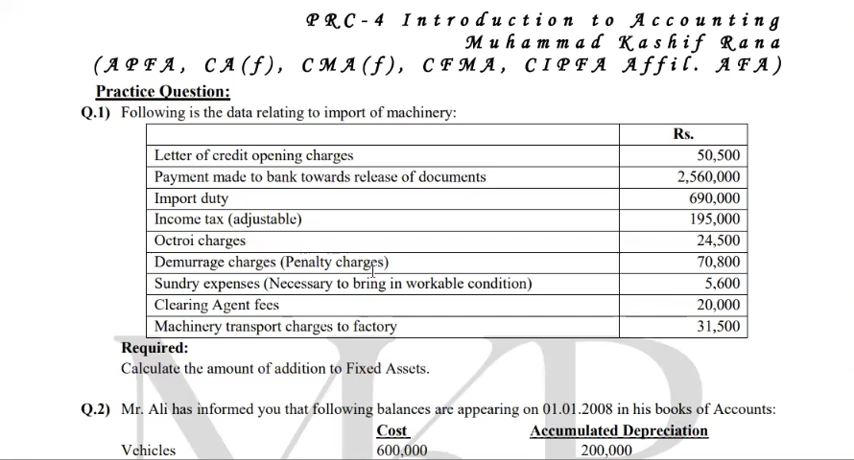 PRC-4 Introduction to Accounting
Muhammad Kashif Rana
(APFA, CA(f), CMA(f), CFMA, CIPFA Affil. AFA)
Practice Question:
Q.1) Following is the data relating to import of machinery:
Rs.
Letter of credit opening charges 50,500
Payment made to bank towards release of documents 2,560,000
Import duty 690,000
Income tax (adjustable) 195,000
Octroi charges 24,500
Demurrage charges (Penalty charges) 70,800
Sundry expenses (Necessary to bring in workable condition) 5,600
Clearing Agent fees 20,000
Machinery transport charges to factory 31,500
Required:
Calculate the amount of addition to Fixed Assets.
Q.2) Mr. Ali has informed you that following balances are appearing on 01.01.2008 in his books of Accounts:
Cost Accumulated Depreciation
Vehicles 600,000 200,000